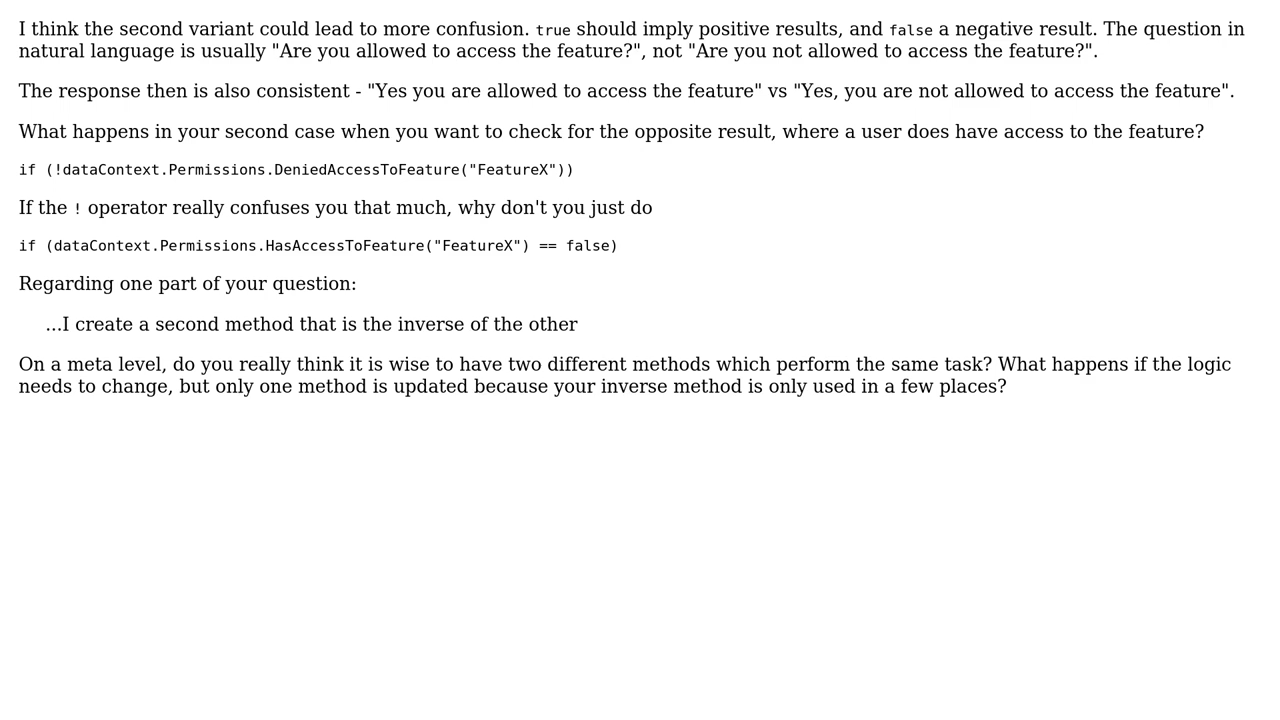 I think the second variant could lead to more confusion. true should imply positive results, and false a negative result. The question in
natural language is usually "Are you allowed to access the feature?", not "Are you not allowed to access the feature?".
The response then is also consistent - "Yes you are allowed to access the feature" vs "Yes, you are not allowed to access the feature".
What happens in your second case when you want to check for the opposite result, where a user does have access to the feature?
if (!dataContext.Permissions.DeniedAccessToFeature("FeatureX"))
If the ! operator really confuses you that much, why don't you just do
if (dataContext.Permissions.HasAccessToFeature("FeatureX") == false)
Regarding one part of your question:
...I create a second method that is the inverse of the other
On a meta level, do you really think it is wise to have two different methods which perform the same task? What happens if the logic
needs to change, but only one method is updated because your inverse method is only used in a few places?